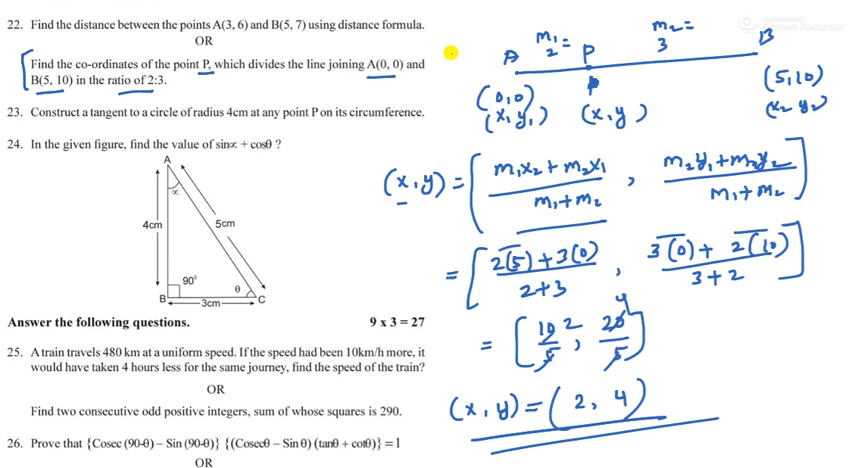 22. Find the distance between the points A(3, 6) and B(5, 7) using distance formula.
OR
Find the co-ordinates of the point P, which divides the line joining A(0, 0) and
B(5, 10) in the ratio of 2:3.
23. Construct a tangent to a circle of radius 4cm at any point P on its circumference.
24. In the given figure, find the value of sin∝ + cosθ ?
A
∝
4cm
5cm
90°
θ
B
3cm
C
Answer the following questions. 9 x 3 = 27
25. A train travels 480 km at a uniform speed. If the speed had been 10km/h more, it
would have taken 4 hours less for the same journey, find the speed of the train?
OR
Find two consecutive odd positive integers, sum of whose squares is 290.
26. Prove that {Cosec (90-θ) – Sin (90-θ)} {(Cosecθ – Sin θ) (tanθ + cotθ)} = 1
OR
m₁= m₂=
2 3
A P B
P
(0,0) (5,10)
(x₁ y₁) (x,y) (x₂ y₂)
(x,y) = [ m₁x₂ + m₂x₁ / m₁+m₂ , m₂y₁+m₂y₂ / m₁+m₂ ]
= [ 2(5)+3(0) / 2+3 , 3(0)+ 2(10) / 3+2 ]
= [ 10/5 2 , 20/5 4 ]
(x,y) = (2, 4)